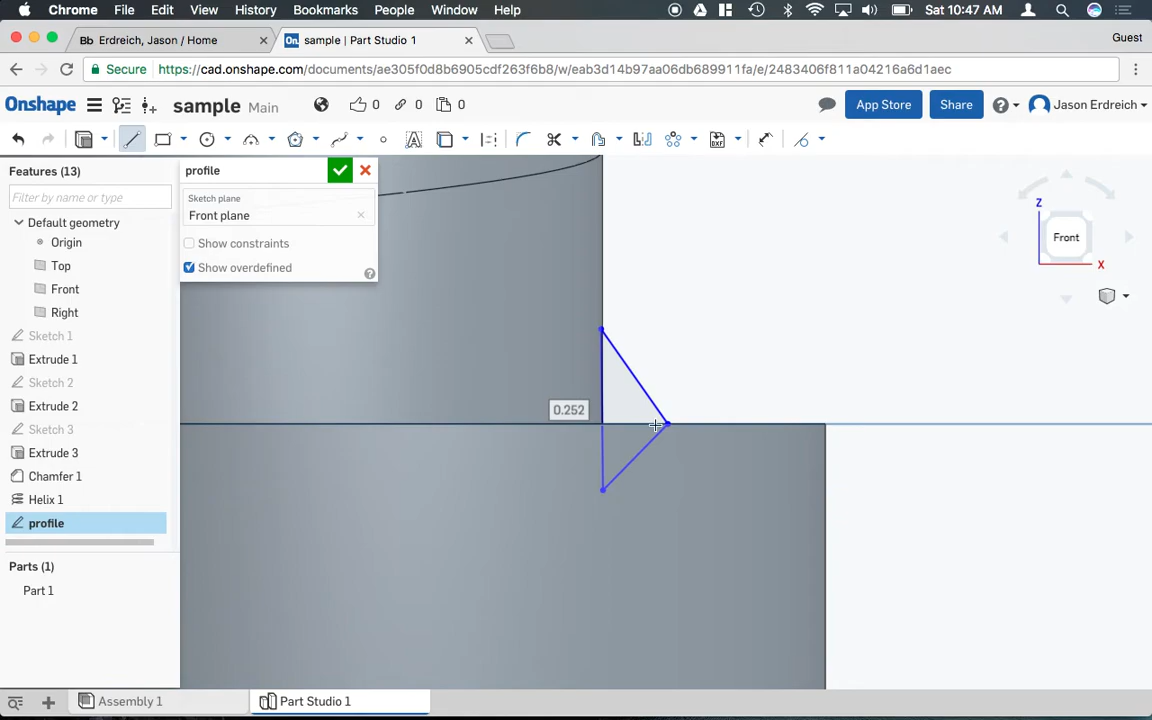 Chrome File Edit View History Bookmarks People Window Help Sat 10:47 AM
Bb Erdreich, Jason / Home × On sample | Part Studio 1 × Guest
Secure https://cad.onshape.com/documents/ae305f0d8b6905cdf263f6b8/w/eab3d14b97aa06db689911fa/e/2483406f811a04216a6d1aec
Onshape sample Main 0 0 0 App Store Share Jason Erdreich
Features (13)
Filter by name or type
Default geometry
Origin
Top
Front
Right
Sketch 1
Extrude 1
Sketch 2
Extrude 2
Sketch 3
Extrude 3
Chamfer 1
Helix 1
profile
Parts (1)
Part 1
profile
Sketch plane
Front plane
Show constraints
Show overdefined
0.252
Z
Front
X
Assembly 1 Part Studio 1